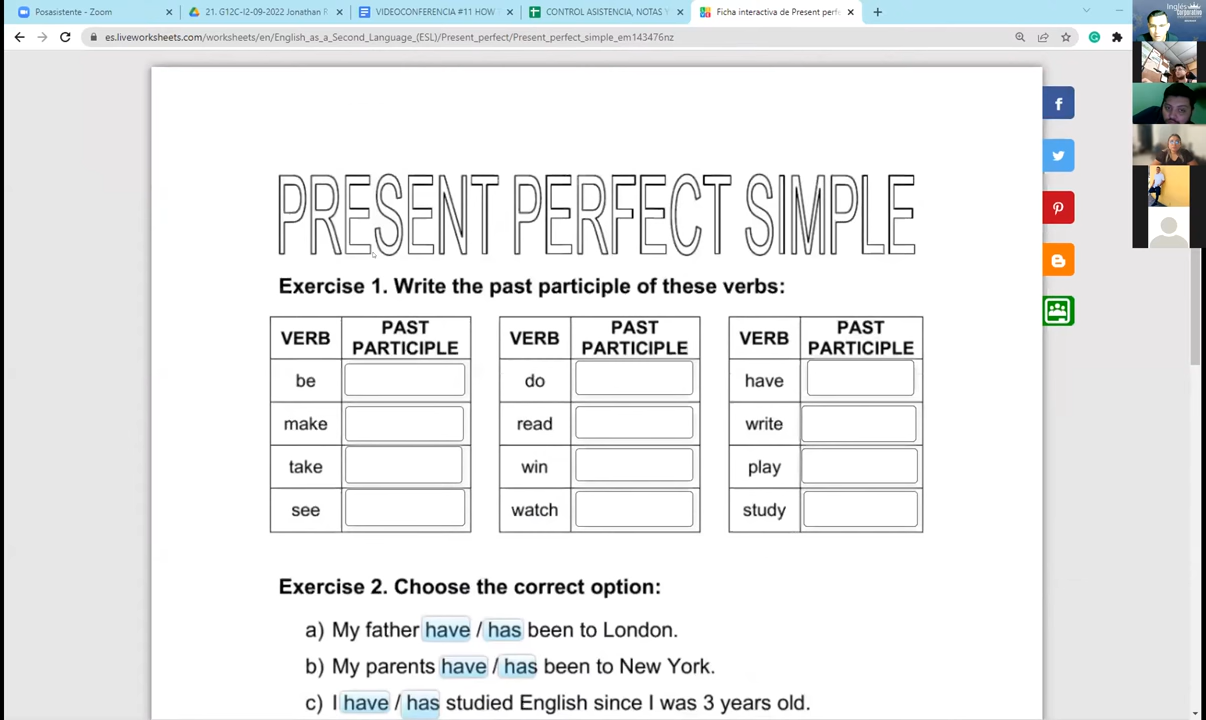 Posasistente - Zoom
21. G12C-I2-09-2022 Jonathan R
VIDEOCONFERENCIA #11 HOW
CONTROL ASISTENCIA, NOTAS Y
Ficha interactiva de Present perfe
Inglés
Corporativo
es.liveworksheets.com/worksheets/en/English_as_a_Second_Language_(ESL)/Present_perfect/Present_perfect_simple_em143476nz
PRESENT PERFECT SIMPLE
Exercise 1. Write the past participle of these verbs:
VERB PAST PARTICIPLE VERB PAST PARTICIPLE VERB PAST PARTICIPLE
be do have
make read write
take win play
see watch study
Exercise 2. Choose the correct option:
a) My father have / has been to London.
b) My parents have / has been to New York.
c) I have / has studied English since I was 3 years old.